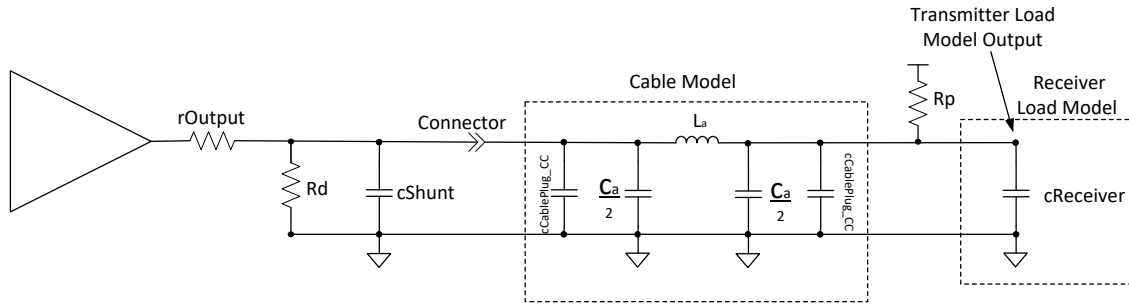 Transmitter Load
Model Output
Cable Model
Receiver
Load Model
Rp
rOutput
Connector
La
Rd
cShunt
cCablePlug_CC
Ca
2
Ca
2
cCablePlug_CC
cReceiver